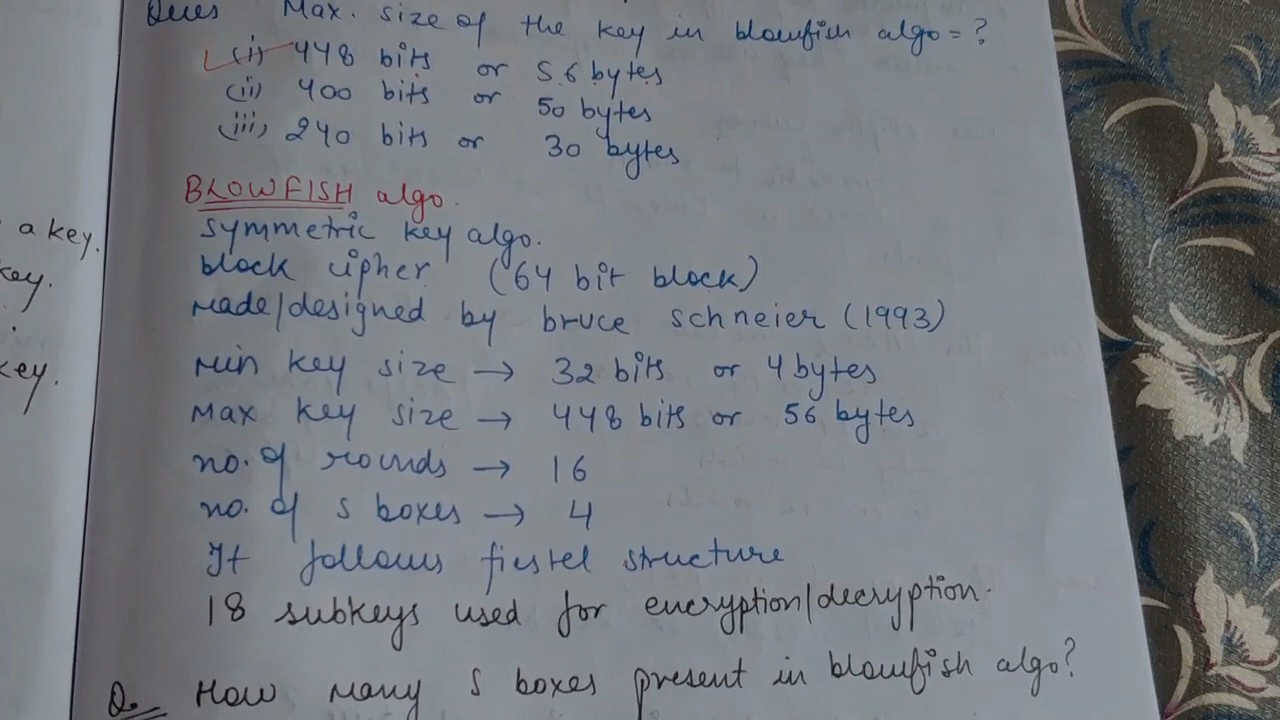 Ques Max. size of the key in blowfish algo = ?
(i) 448 bits or 56 bytes
(ii) 400 bits or 50 bytes
(iii) 240 bits or 30 bytes
BLOWFISH algo.
symmetric key algo.
a key.
block cipher (64 bit block)
key.
made/designed by bruce schneier (1993)
min key size → 32 bits or 4 bytes
key.
Max key size → 448 bits or 56 bytes
no. of rounds → 16
no. of s boxes → 4
It follows fiestel structure
18 subkeys used for encryption/decryption.
Q. How many S boxes present in blowfish algo?